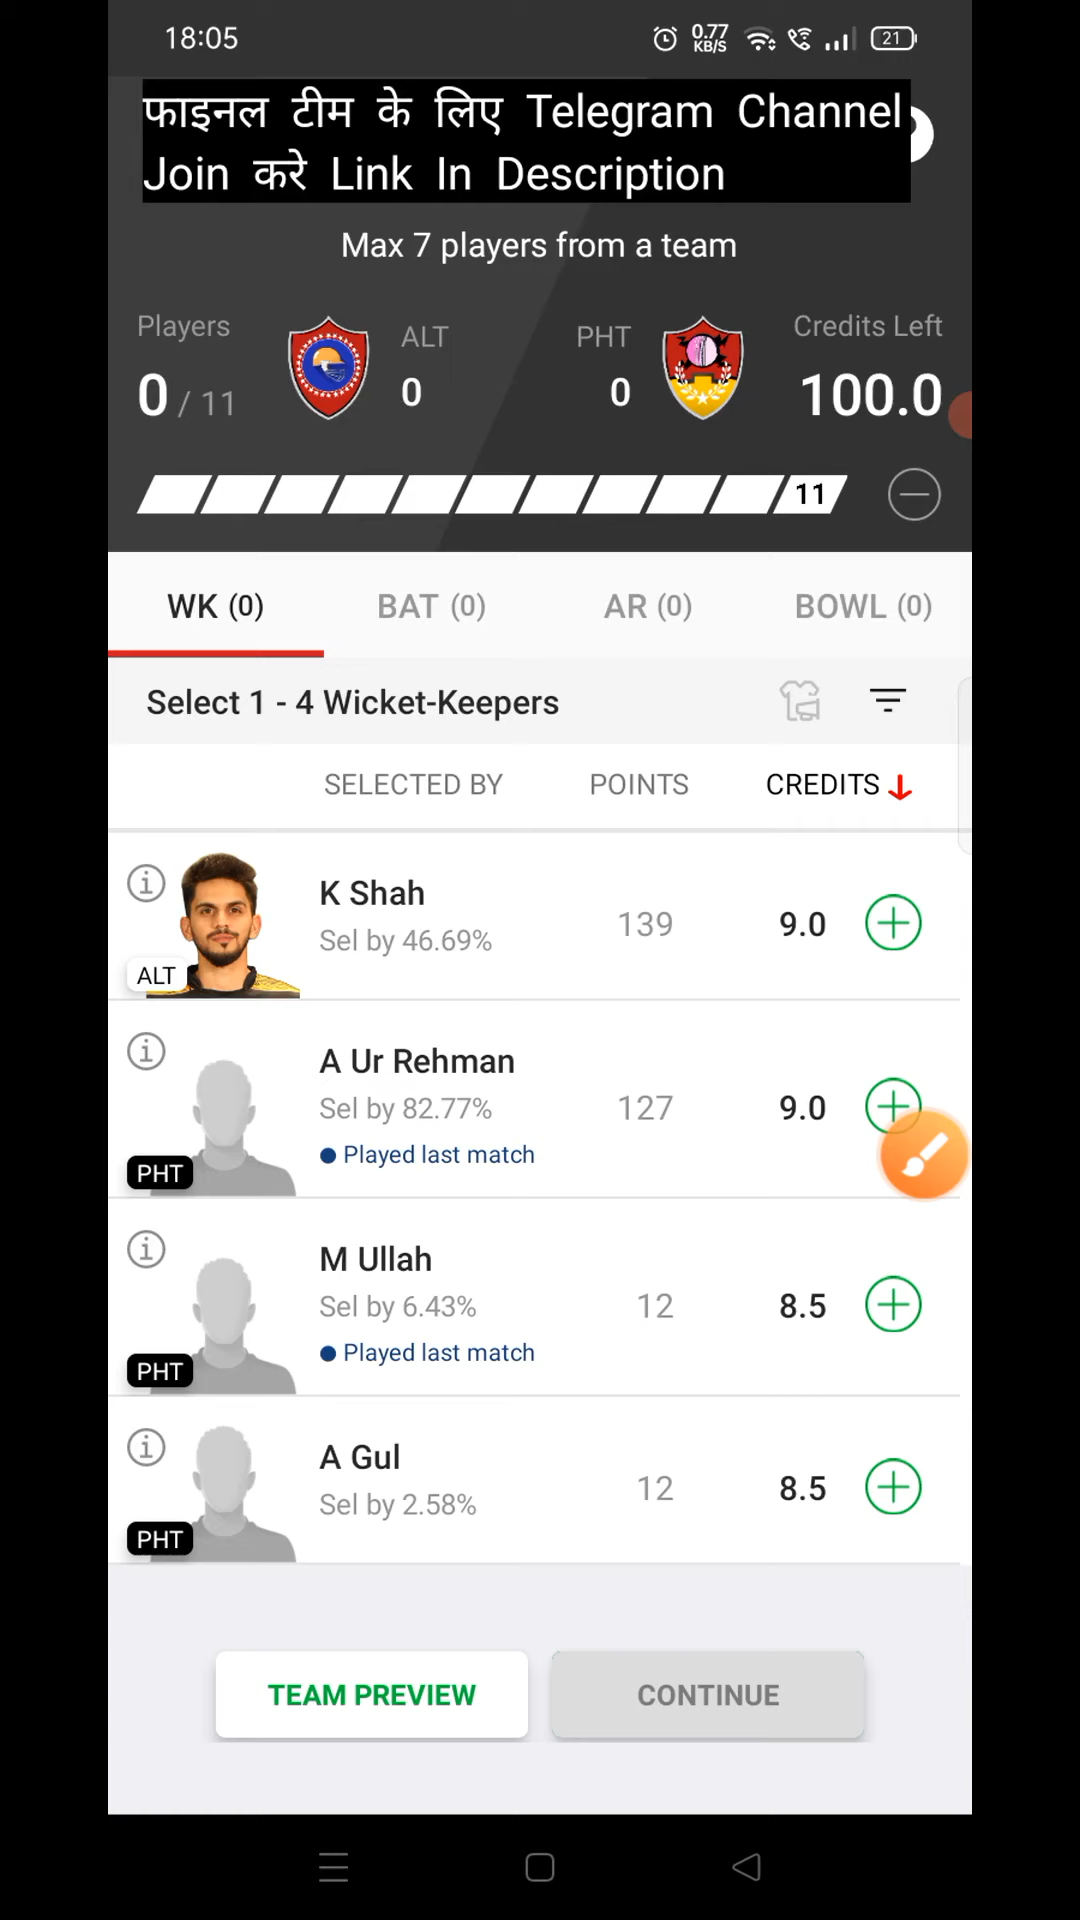 18:05
0.77 KB/S
21
फाइनल टीम के लिए Telegram Channel
Join करे Link In Description
Max 7 players from a team
Players
ALT
PHT
Credits Left
0 / 11
0
0
100.0
11
WK (0)
BAT (0)
AR (0)
BOWL (0)
Select 1 - 4 Wicket-Keepers
SELECTED BY
POINTS
CREDITS
K Shah
Sel by 46.69%
139
9.0
ALT
A Ur Rehman
Sel by 82.77%
127
9.0
Played last match
PHT
M Ullah
Sel by 6.43%
12
8.5
Played last match
PHT
A Gul
Sel by 2.58%
12
8.5
PHT
TEAM PREVIEW
CONTINUE